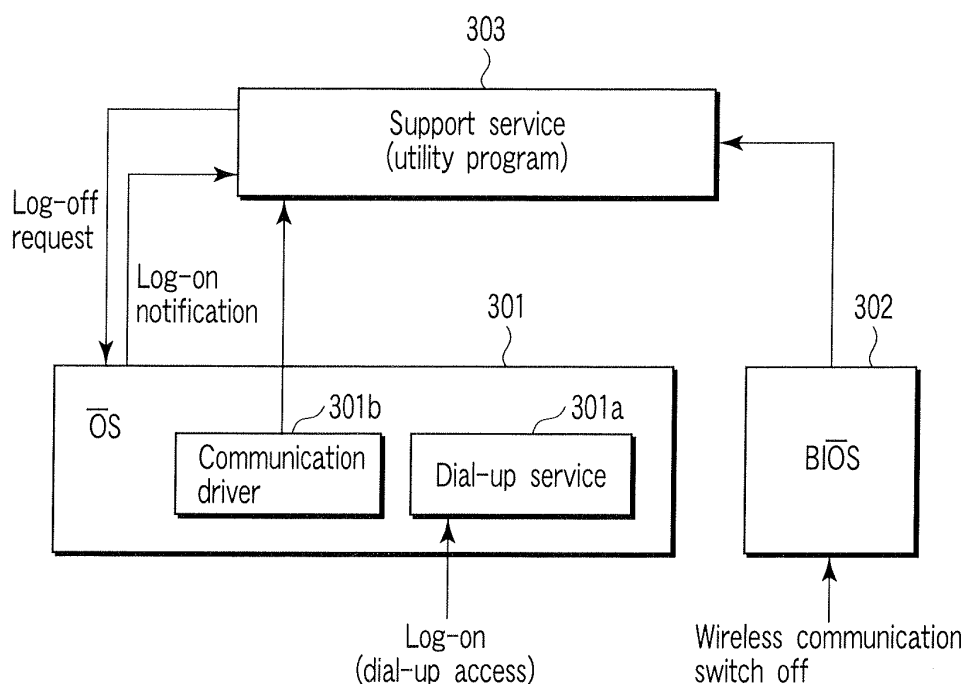 303
Support service
(utility program)
Log-off
request
Log-on
notification
301
302
OS
301b
301a
Communication
driver
Dial-up service
BIOS
Log-on
(dial-up access)
Wireless communication
switch off